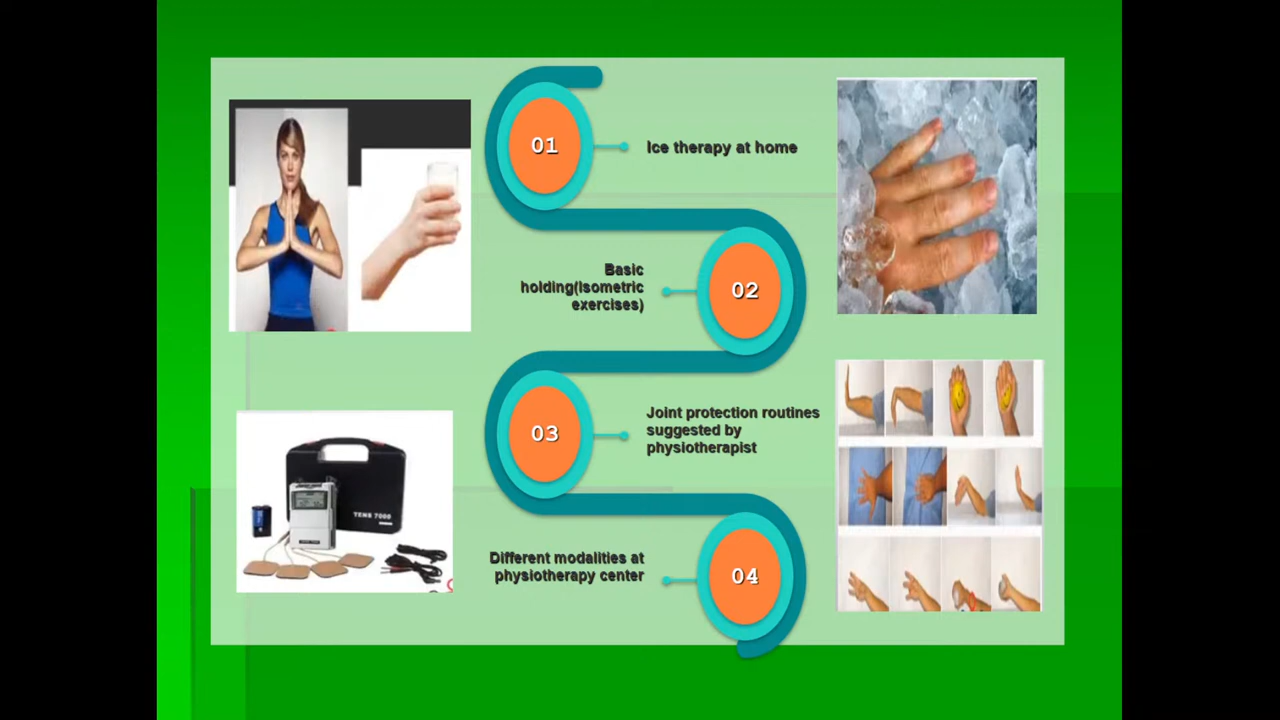 01
Ice therapy at home
Basic
holding(Isometric
exercises)
02
03
Joint protection routines
suggested by
physiotherapist
Different modalities at
physiotherapy center
04
TENS 7000